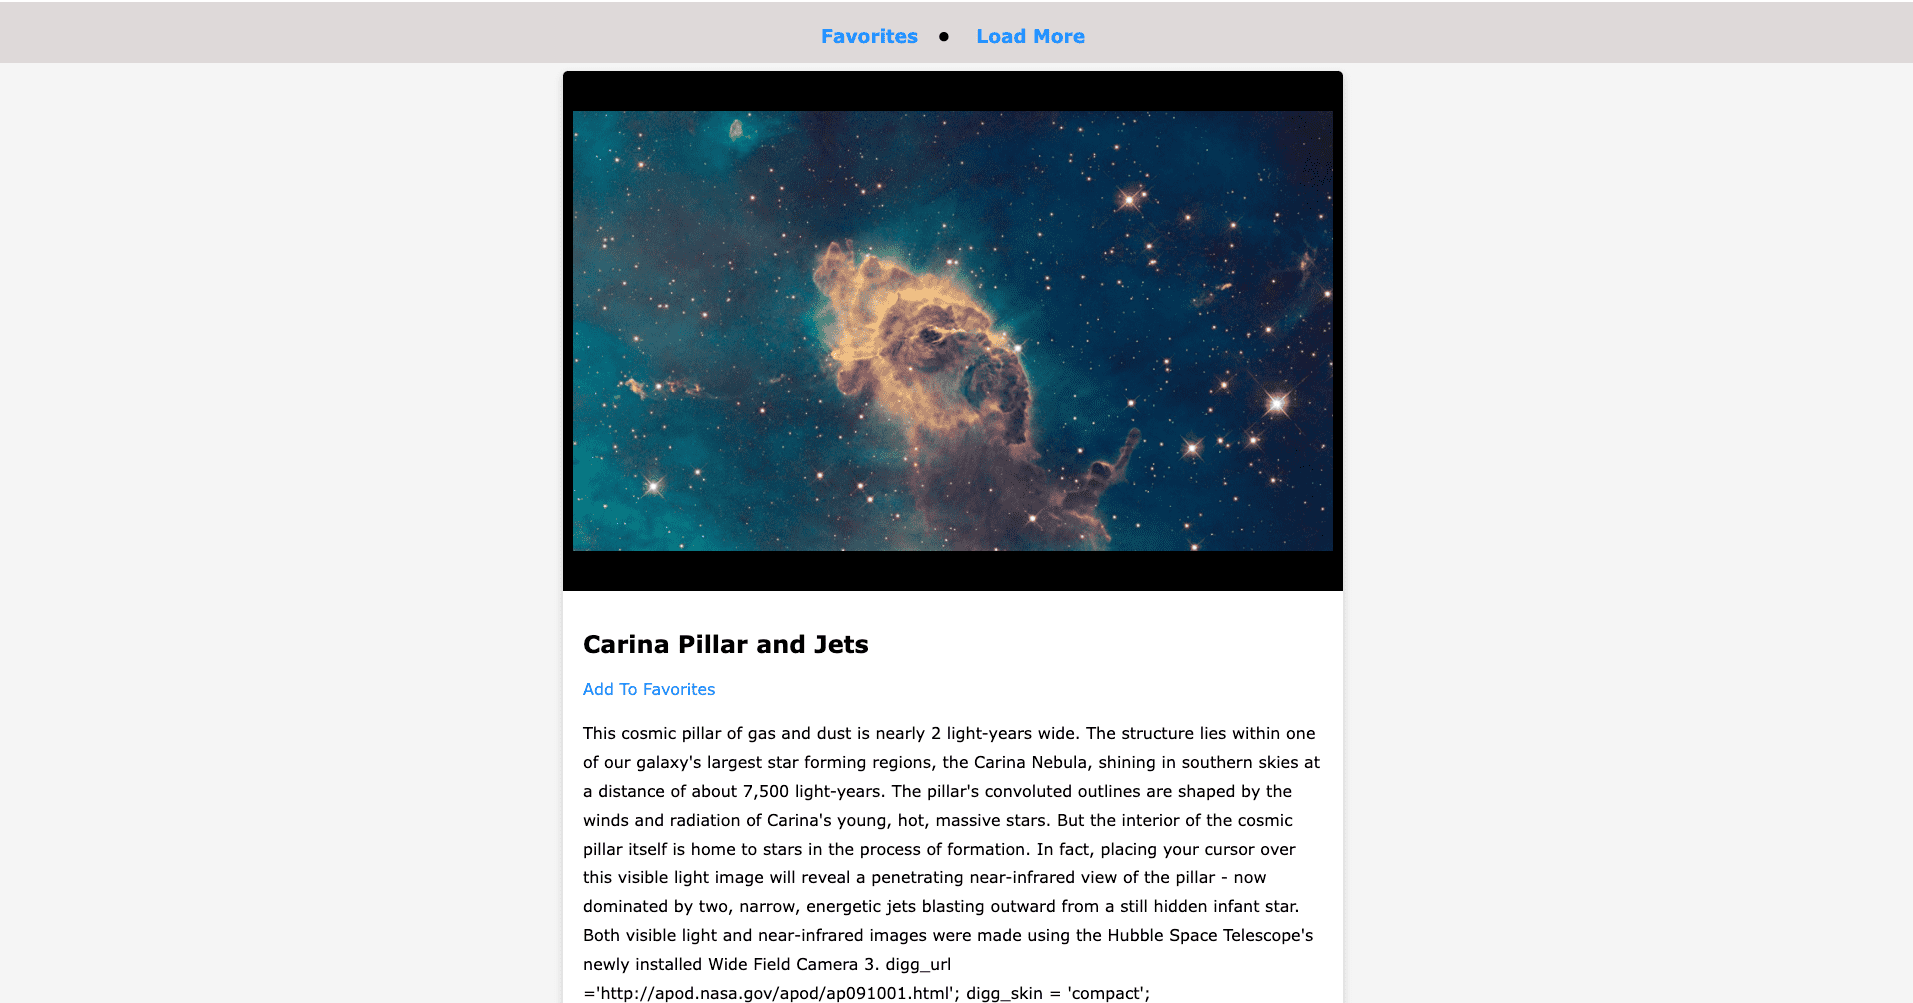 Favorites • Load More
Carina Pillar and Jets
Add To Favorites
This cosmic pillar of gas and dust is nearly 2 light-years wide. The structure lies within one
of our galaxy's largest star forming regions, the Carina Nebula, shining in southern skies at
a distance of about 7,500 light-years. The pillar's convoluted outlines are shaped by the
winds and radiation of Carina's young, hot, massive stars. But the interior of the cosmic
pillar itself is home to stars in the process of formation. In fact, placing your cursor over
this visible light image will reveal a penetrating near-infrared view of the pillar - now
dominated by two, narrow, energetic jets blasting outward from a still hidden infant star.
Both visible light and near-infrared images were made using the Hubble Space Telescope's
newly installed Wide Field Camera 3. digg_url
='http://apod.nasa.gov/apod/ap091001.html'; digg_skin = 'compact';